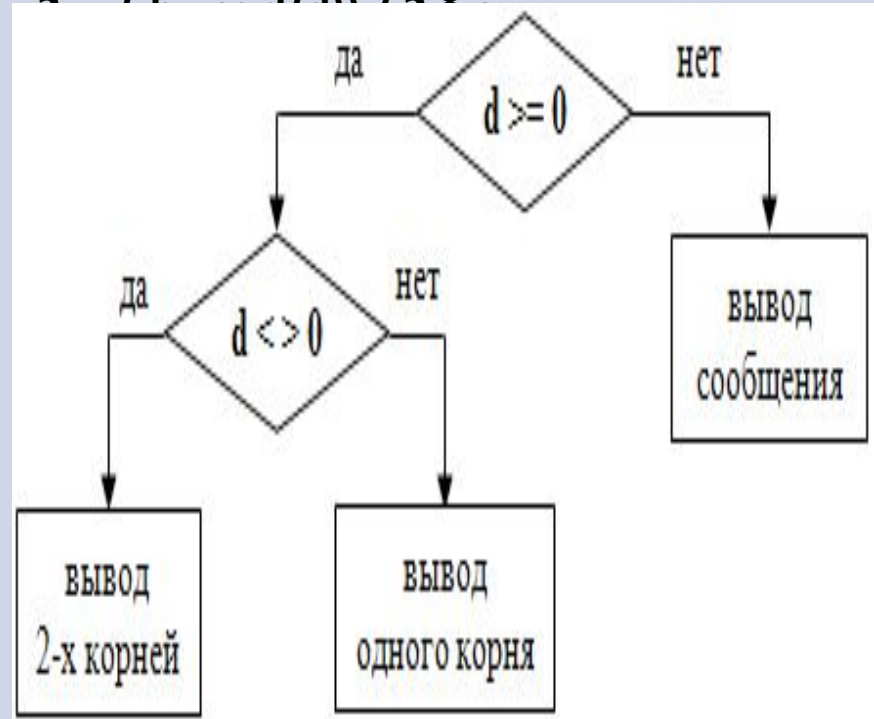 да
нет
d >= 0
да
нет
d < > 0
вывод
сообщения
вывод
2-х корней
вывод
одного корня